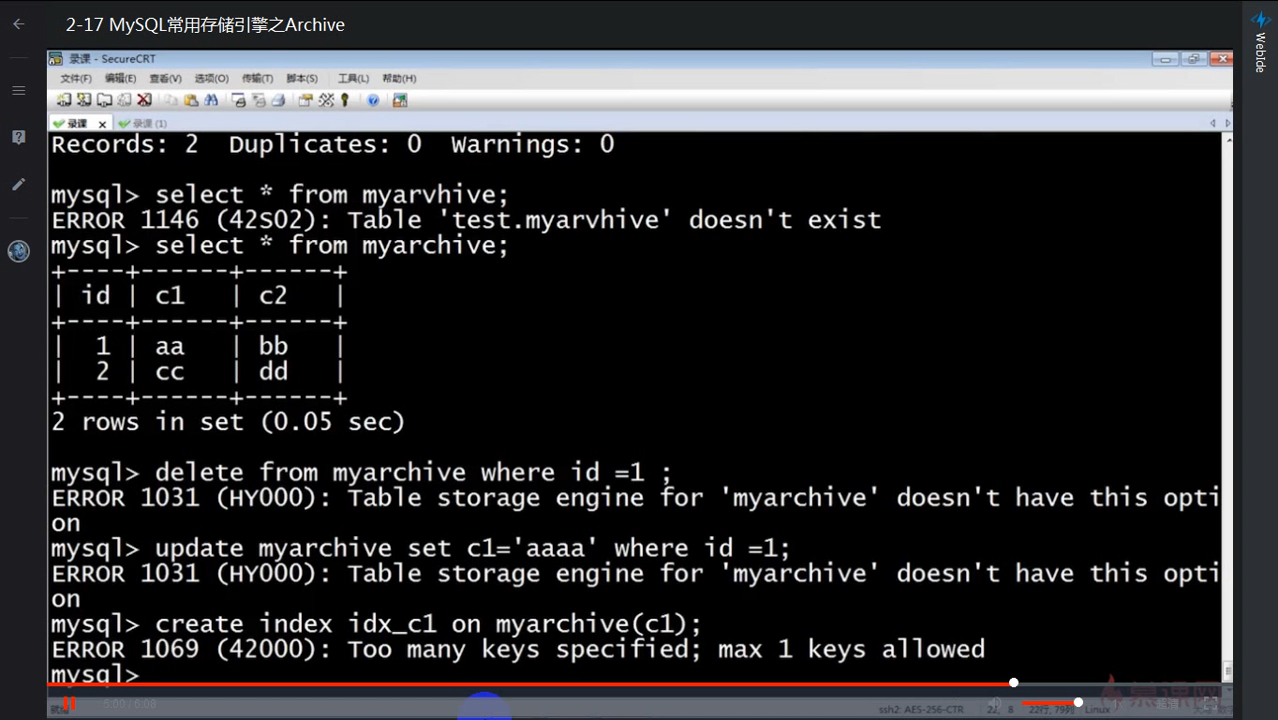 2-17 MySQL常用存储引擎之Archive
WebIde
录课 - SecureCRT
文件(F) 编辑(E) 查看(V) 选项(O) 传输(T) 脚本(S) 工具(L) 帮助(H)
录课 x 录课 (1)
Records: 2  Duplicates: 0  Warnings: 0
mysql> select * from myarvhive;
ERROR 1146 (42S02): Table 'test.myarvhive' doesn't exist
mysql> select * from myarchive;
+----+------+------+
| id | c1   | c2   |
+----+------+------+
|  1 | aa   | bb   |
|  2 | cc   | dd   |
+----+------+------+
2 rows in set (0.05 sec)
mysql> delete from myarchive where id =1 ;
ERROR 1031 (HY000): Table storage engine for 'myarchive' doesn't have this opti
on
mysql> update myarchive set c1='aaaa' where id =1;
ERROR 1031 (HY000): Table storage engine for 'myarchive' doesn't have this opti
on
mysql> create index idx_c1 on myarchive(c1);
ERROR 1069 (42000): Too many keys specified; max 1 keys allowed
mysql>
慕课网
5:00 / 6:08
ssh2: AES-256-CTR
Linux